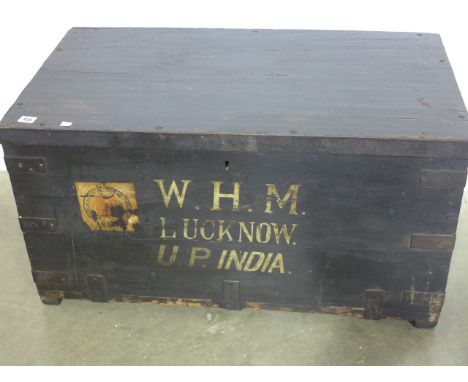 W. H. M.
LUCKNOW.
U.P. INDIA.